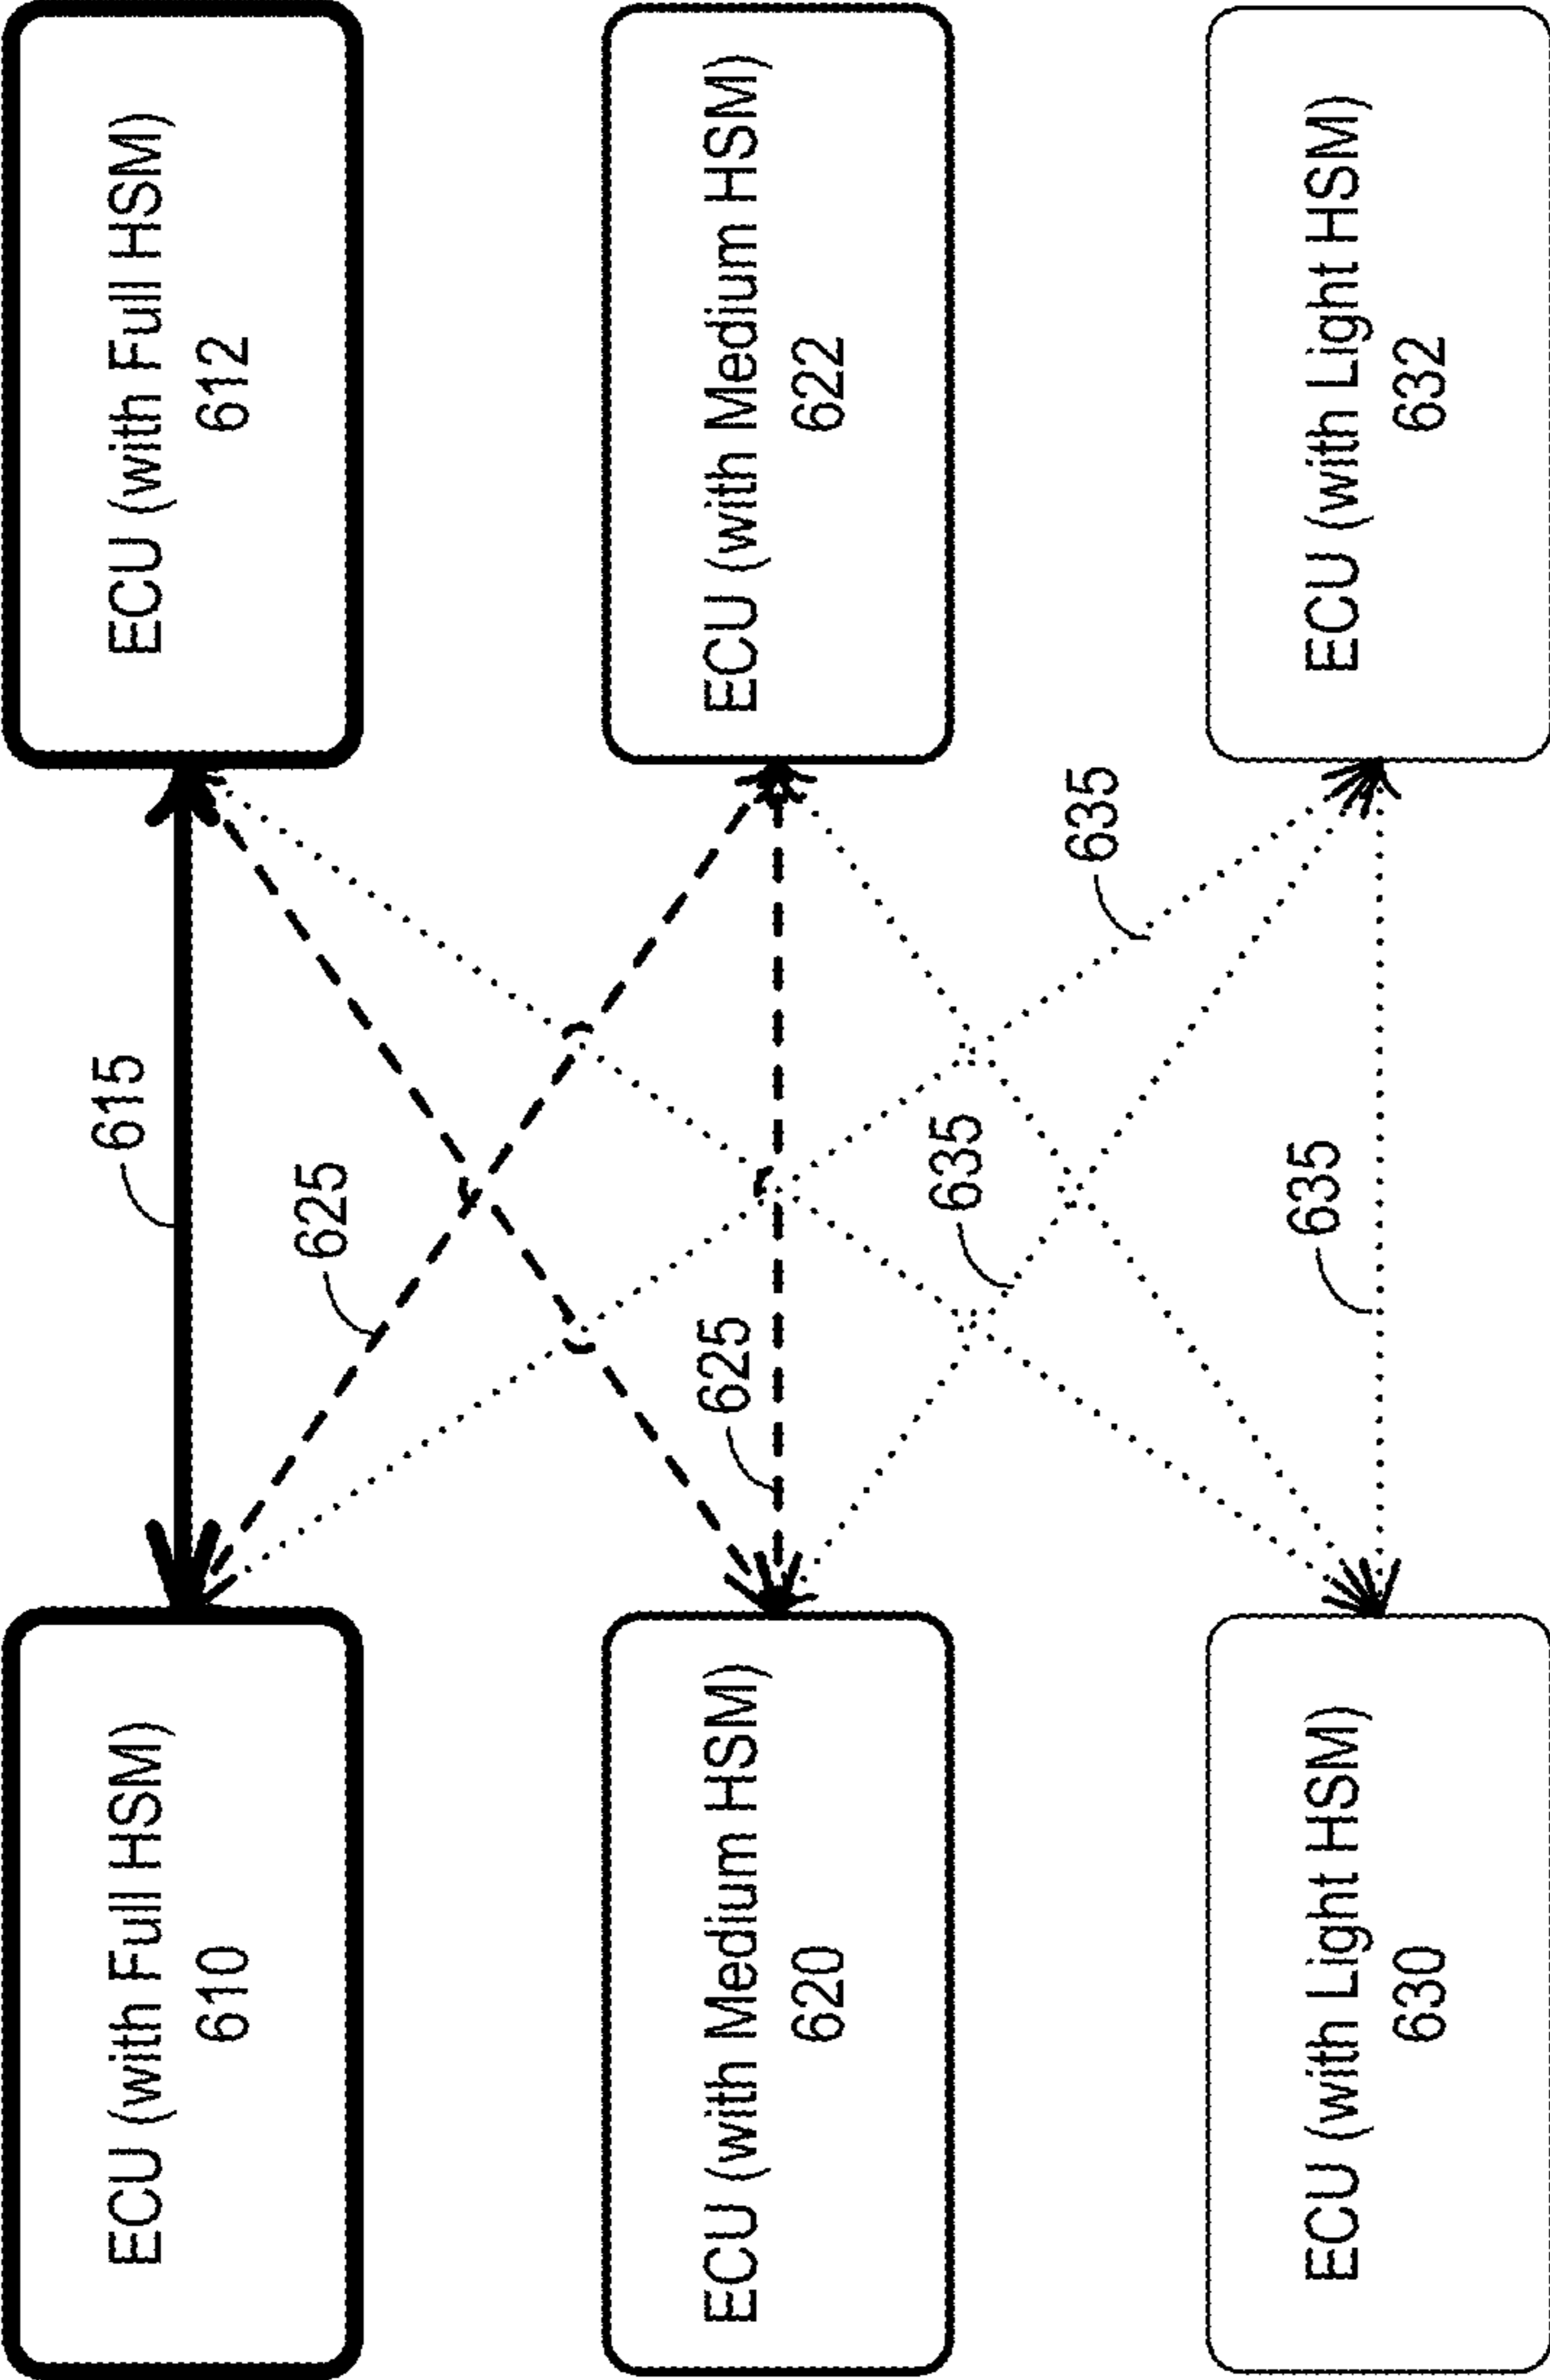 ECU (with Full HSM)
610
615
ECU (with Full HSM)
612
625
ECU (with Medium HSM)
620
625
ECU (with Medium HSM)
622
635
635
ECU (with Light HSM)
630
635
ECU (with Light HSM)
632